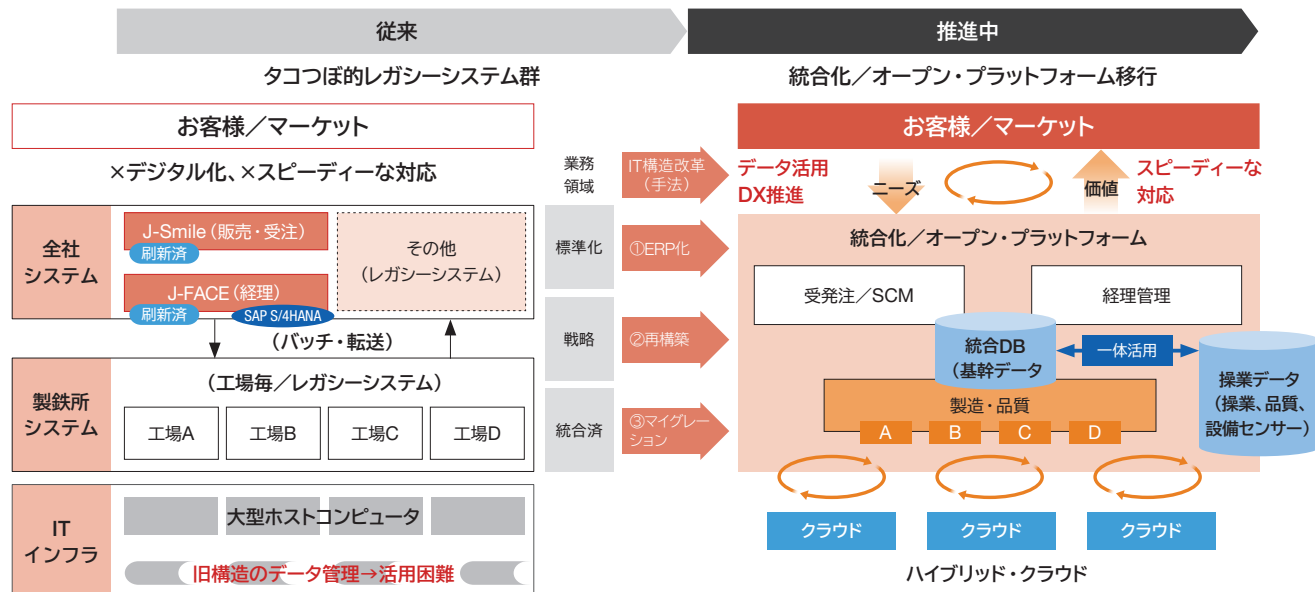 従来
推進中
タコつぼ的レガシーシステム群
統合化／オープン・プラットフォーム移行
お客様／マーケット
×デジタル化、×スピーディーな対応
全社
システム
J-Smile（販売・受注）
刷新済
J-FACE（経理）
刷新済
SAP S/4HANA
その他
（レガシーシステム）
（バッチ・転送）
製鉄所
システム
（工場毎／レガシーシステム）
工場A
工場B
工場C
工場D
IT
インフラ
大型ホストコンピュータ
旧構造のデータ管理→活用困難
業務
領域
IT構造改革
（手法）
標準化
①ERP化
戦略
②再構築
統合済
③マイグレー
ション
お客様／マーケット
データ活用
DX推進
ニーズ
価値
スピーディーな
対応
統合化／オープン・プラットフォーム
受発注／SCM
経理管理
統合DB
（基幹データ
一体活用
操業データ
（操業、品質、
設備センサー）
製造・品質
A
B
C
D
クラウド
クラウド
クラウド
ハイブリッド・クラウド